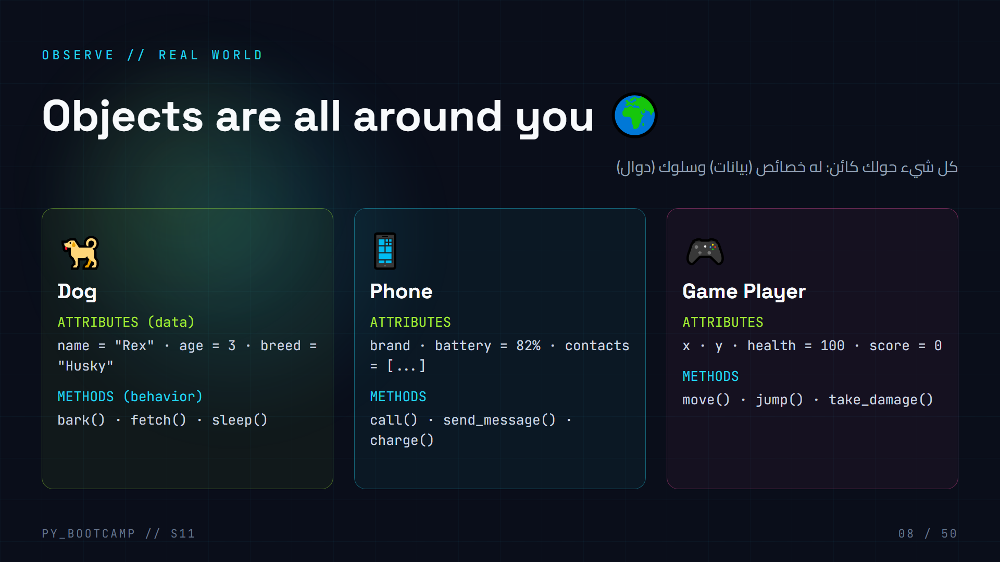 OBSERVE // REAL WORLD
Objects are all around you
كل شيء حولك كائن: له خصائص (بيانات) وسلوك (دوال)
Dog
ATTRIBUTES (data)
name = "Rex" · age = 3 · breed =
"Husky"
METHODS (behavior)
bark() · fetch() · sleep()
Phone
ATTRIBUTES
brand · battery = 82% · contacts
= [...]
METHODS
call() · send_message() ·
charge()
Game Player
ATTRIBUTES
x · y · health = 100 · score = 0
METHODS
move() · jump() · take_damage()
PY_BOOTCAMP // S11
08 / 50